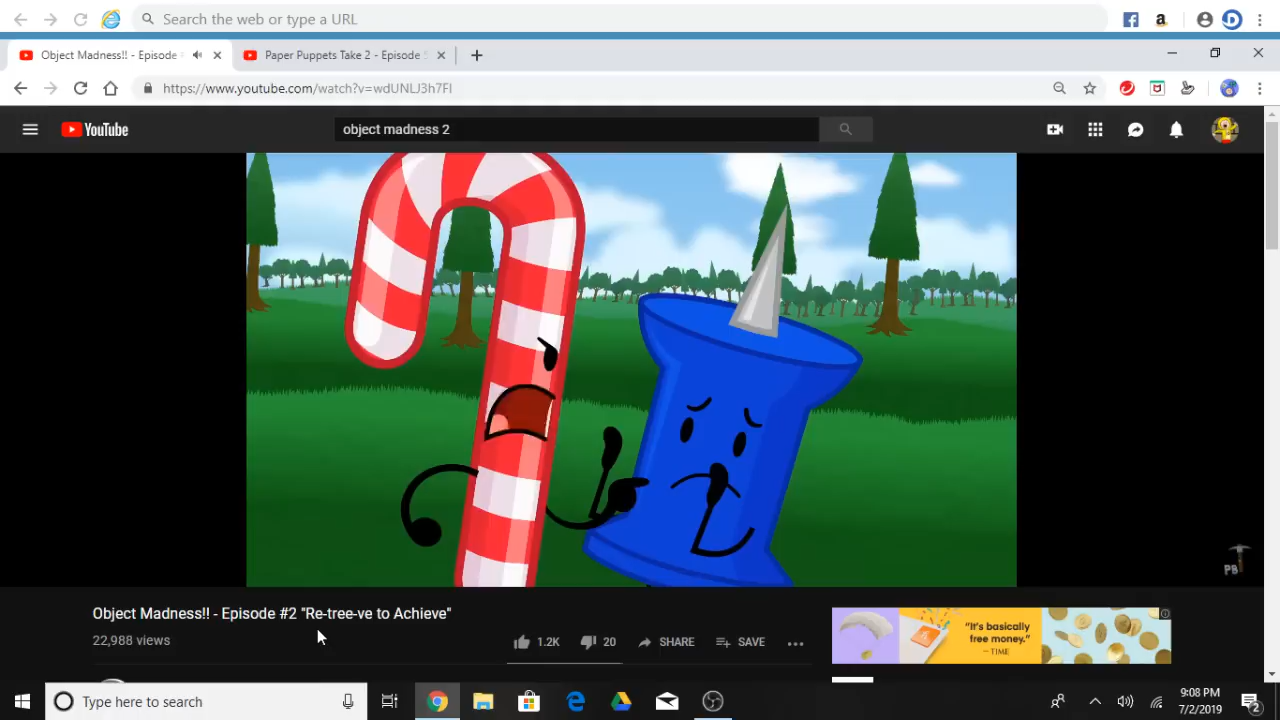 Search the web or type a URL
Object Madness!! - Episode
Paper Puppets Take 2 - Episode
https://www.youtube.com/watch?v=wdUNLJ3h7FI
YouTube
object madness 2
PB
Object Madness!! - Episode #2 "Re-tree-ve to Achieve"
22,988 views
1.2K
20
SHARE
SAVE
“It’s basically
free money.”
— TIME
Type here to search
9:08 PM
7/2/2019
2